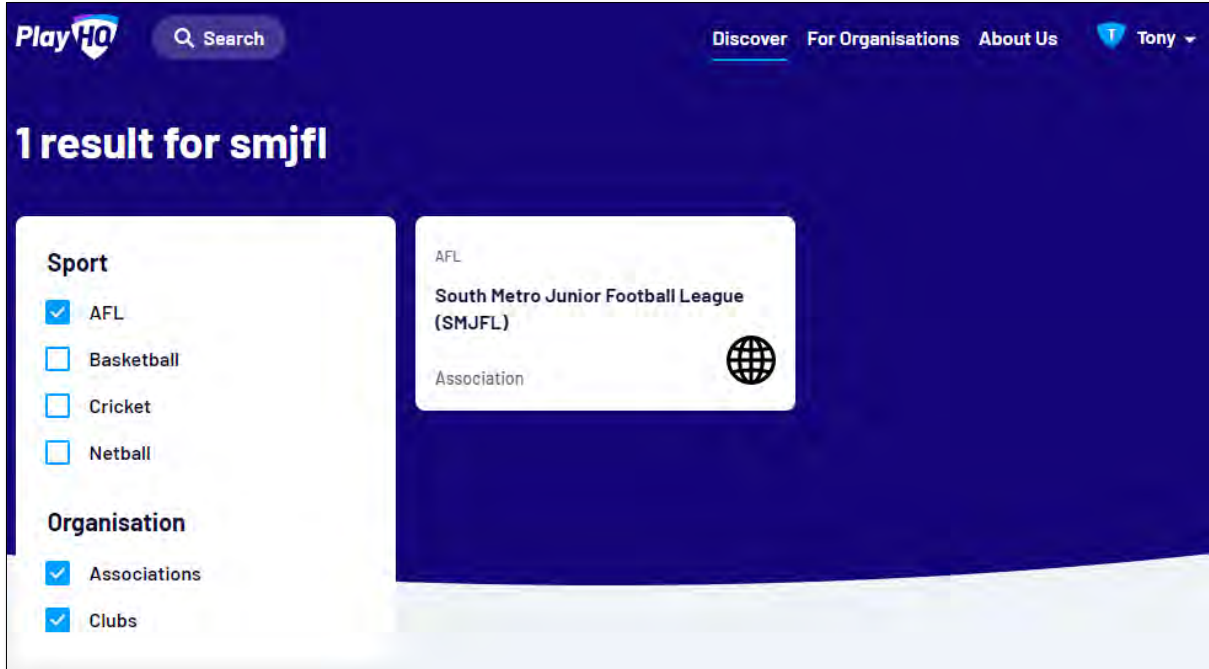 PlayHQ
Search
Discover
For Organisations
About Us
T
Tony
1 result for smjfl
Sport
AFL
Basketball
Cricket
Netball
Organisation
Associations
Clubs
AFL
South Metro Junior Football League
(SMJFL)
Association